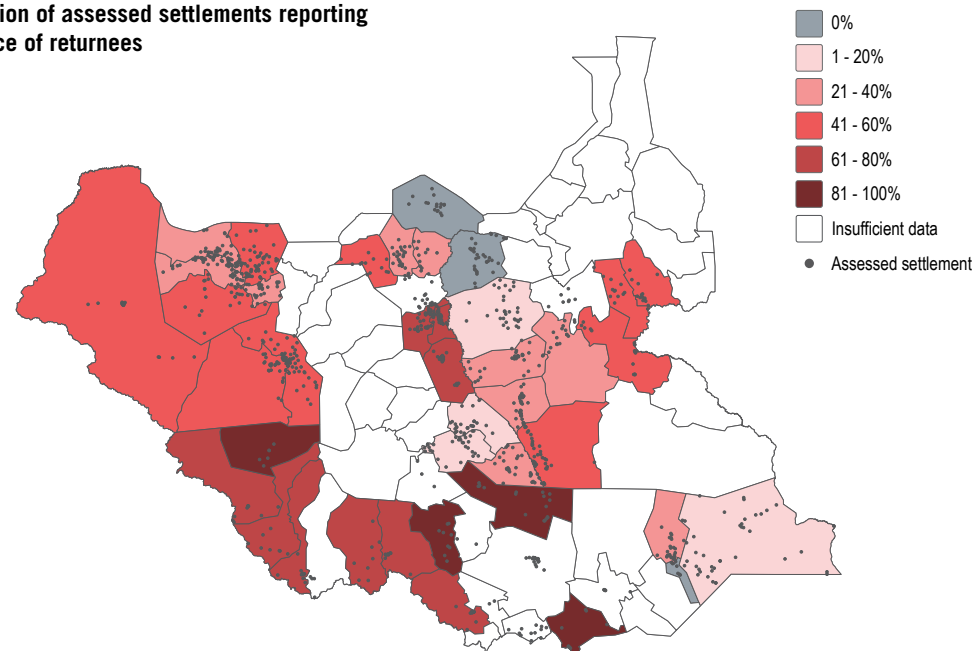 ion of assessed settlements reporting
ce of returnees
0%
1 - 20%
21 - 40%
41 - 60%
61 - 80%
81 - 100%
Insufficient data
Assessed settlement